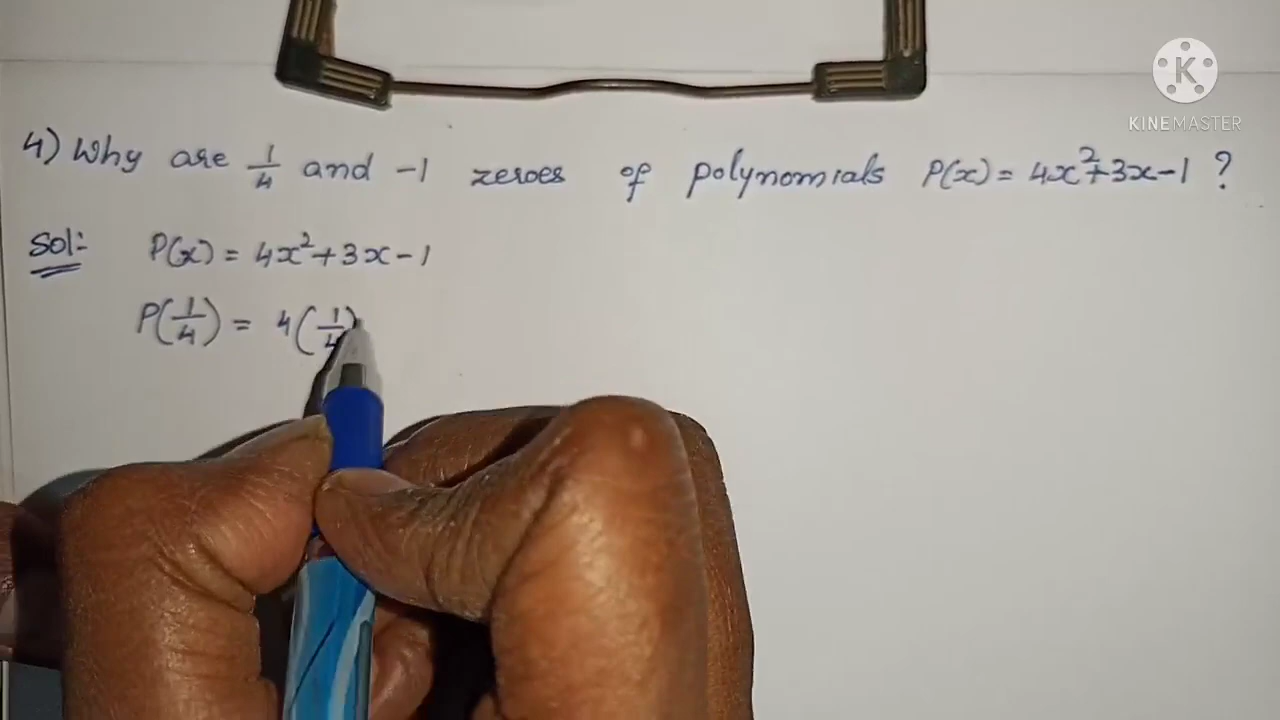 4) Why are 1/4 and -1 zeroes of polynomials P(x) = 4x²+3x-1 ?
Sol:- P(x) = 4x²+3x-1
P(1/4) = 4(1/4)
K
KINEMASTER